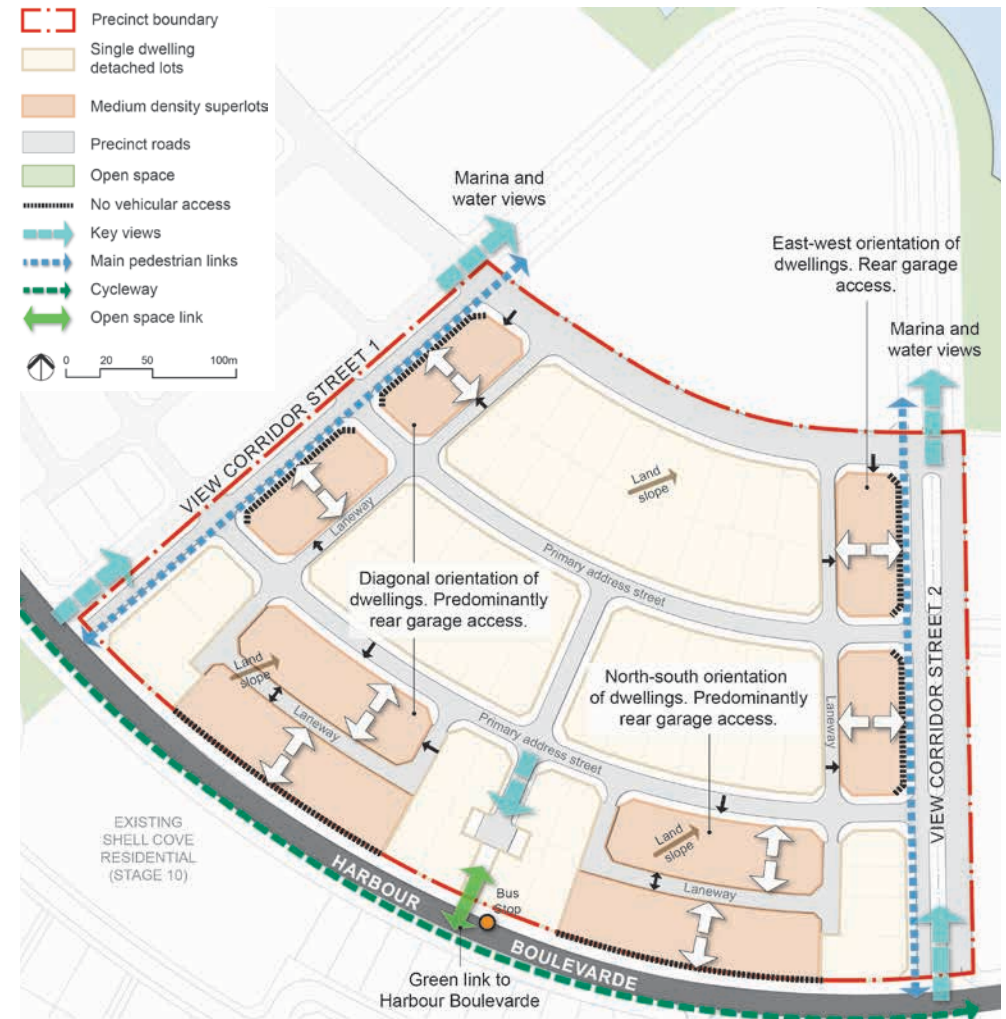 Precinct boundary
Single dwelling
detached lots
Medium density superlots
Precinct roads
Open space
No vehicular access
Key views
Main pedestrian links
Cycleway
Open space link
0 20 50 100m
Marina and
water views
East-west orientation of
dwellings. Rear garage
access.
Marina and
water views
VIEW CORRIDOR STREET 1
Land
slope
Laneway
Primary address street
Diagonal orientation of
dwellings. Predominantly
rear garage access.
North-south orientation
of dwellings. Predominantly
rear garage access.
Land
slope
Laneway
Primary address street
Laneway
VIEW CORRIDOR STREET 2
Land
slope
Laneway
EXISTING
SHELL COVE
RESIDENTIAL
(STAGE 10)
HARBOUR
BOULEVARDE
Bus
Stop
Green link to
Harbour Boulevarde